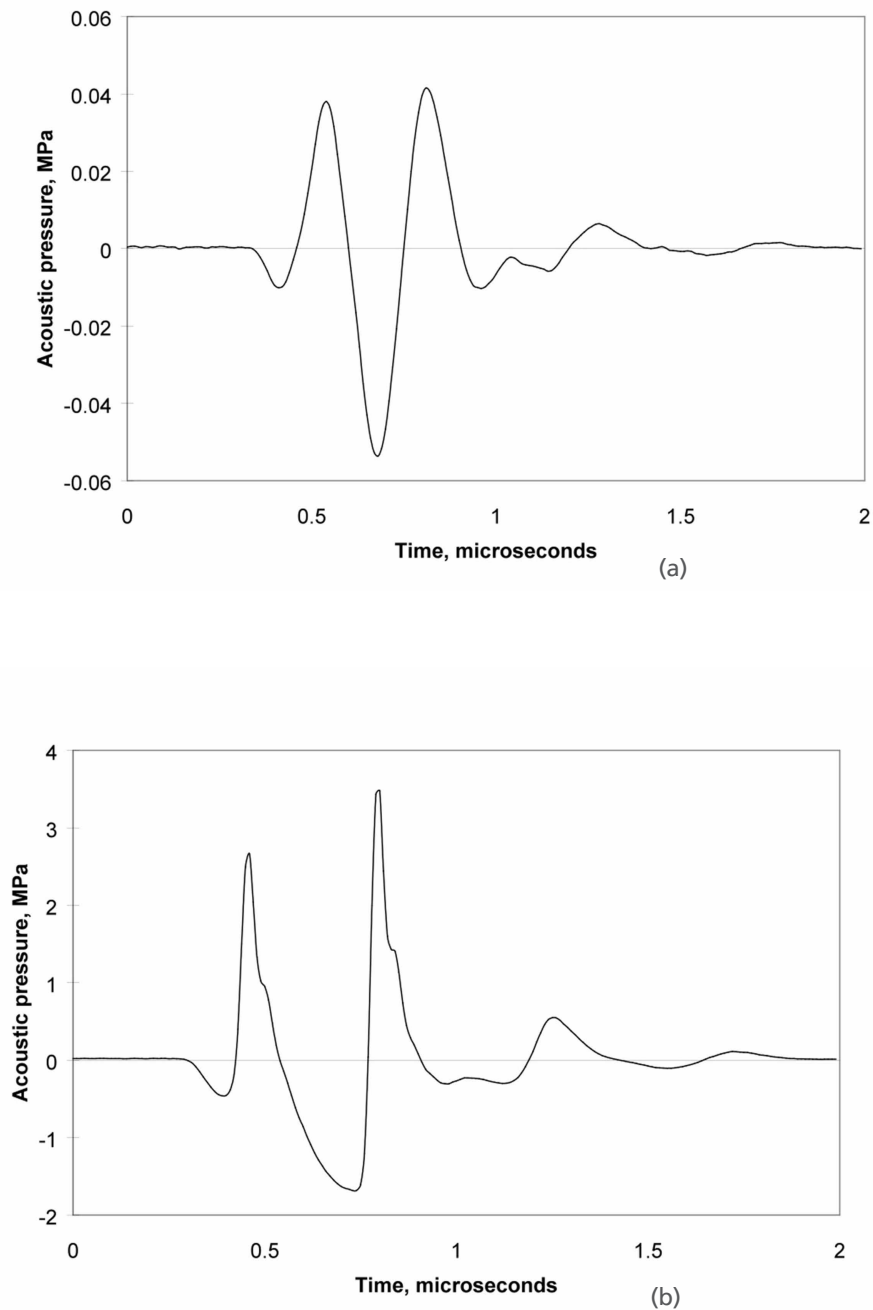 0.06
0.04
0.02
0
-0.02
-0.04
-0.06
Acoustic pressure, MPa
0 0.5 1 1.5 2
Time, microseconds
(a)
4
3
2
1
0
-1
-2
Acoustic pressure, MPa
0 0.5 1 1.5 2
Time, microseconds
(b)